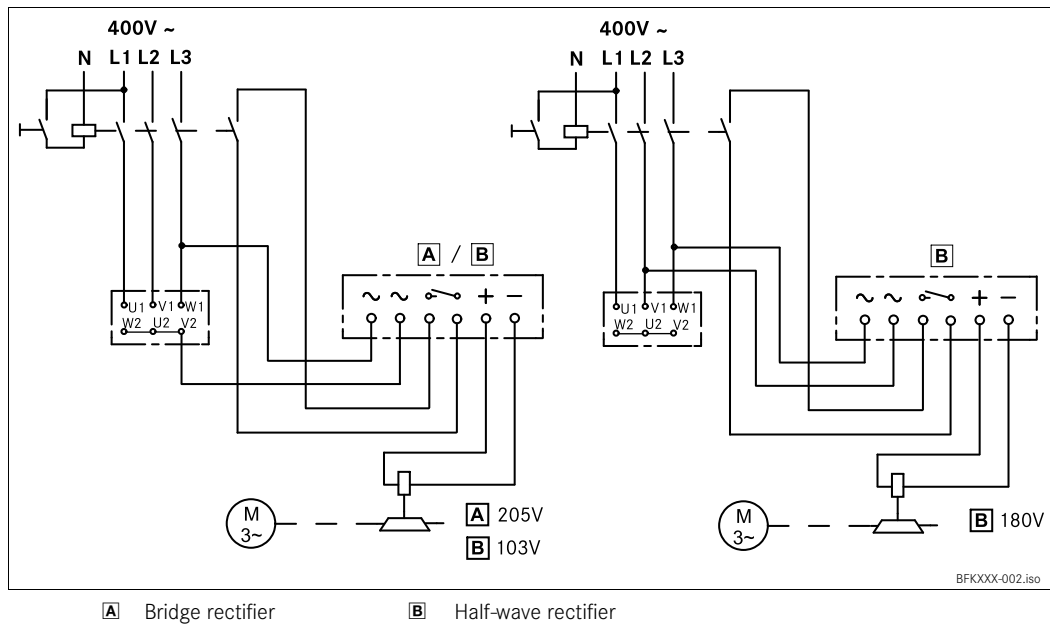 400V ~
N L1 L2 L3
A / B
∼ ∼ + −
U1 V1 W1
W2 U2 V2
M
3~
A 205V
B 103V
400V ~
N L1 L2 L3
B
∼ ∼ + −
U1 V1 W1
W2 U2 V2
M
3~
B 180V
BFKXXX-002.iso
A Bridge rectifier
B Half-wave rectifier